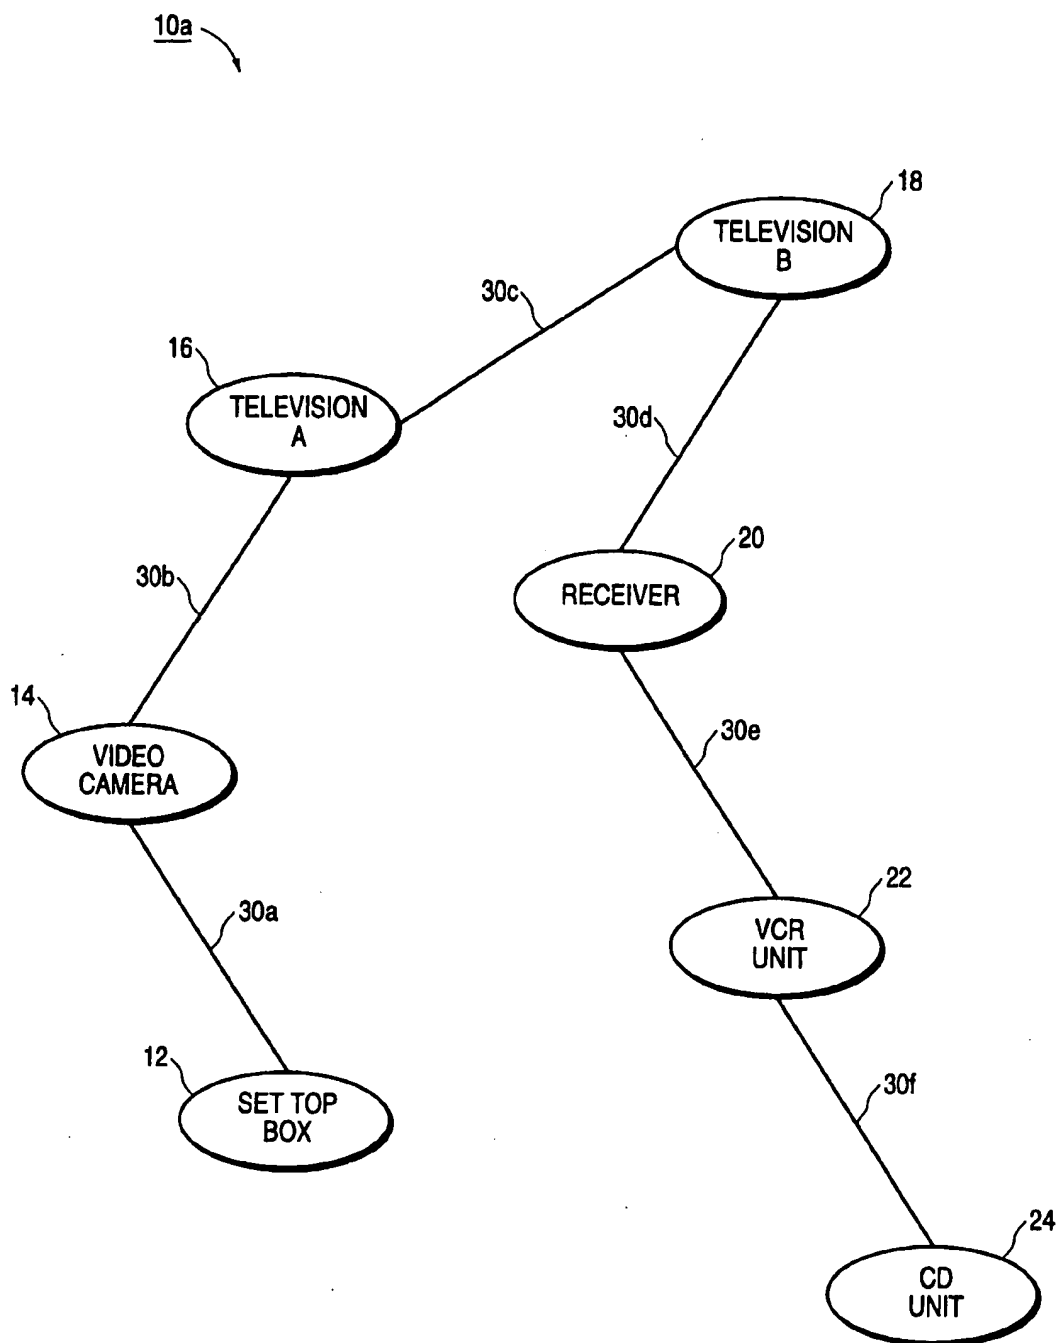 10a
18
TELEVISION
B
30c
16
TELEVISION
A
30d
20
RECEIVER
30b
14
VIDEO
CAMERA
30e
22
VCR
UNIT
30a
12
SET TOP
BOX
30f
24
CD
UNIT